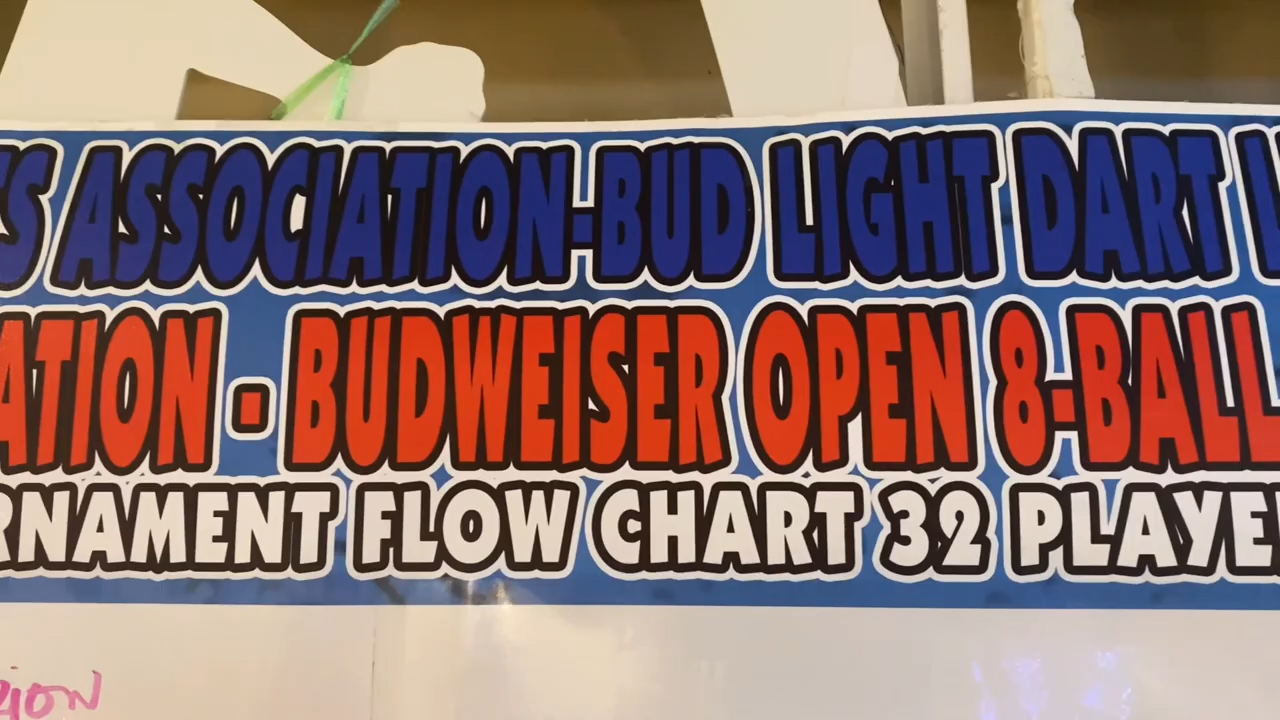 S ASSOCIATION-BUD LIGHT DART L
ATION - BUDWEISER OPEN 8-BALL
RNAMENT FLOW CHART 32 PLAYE